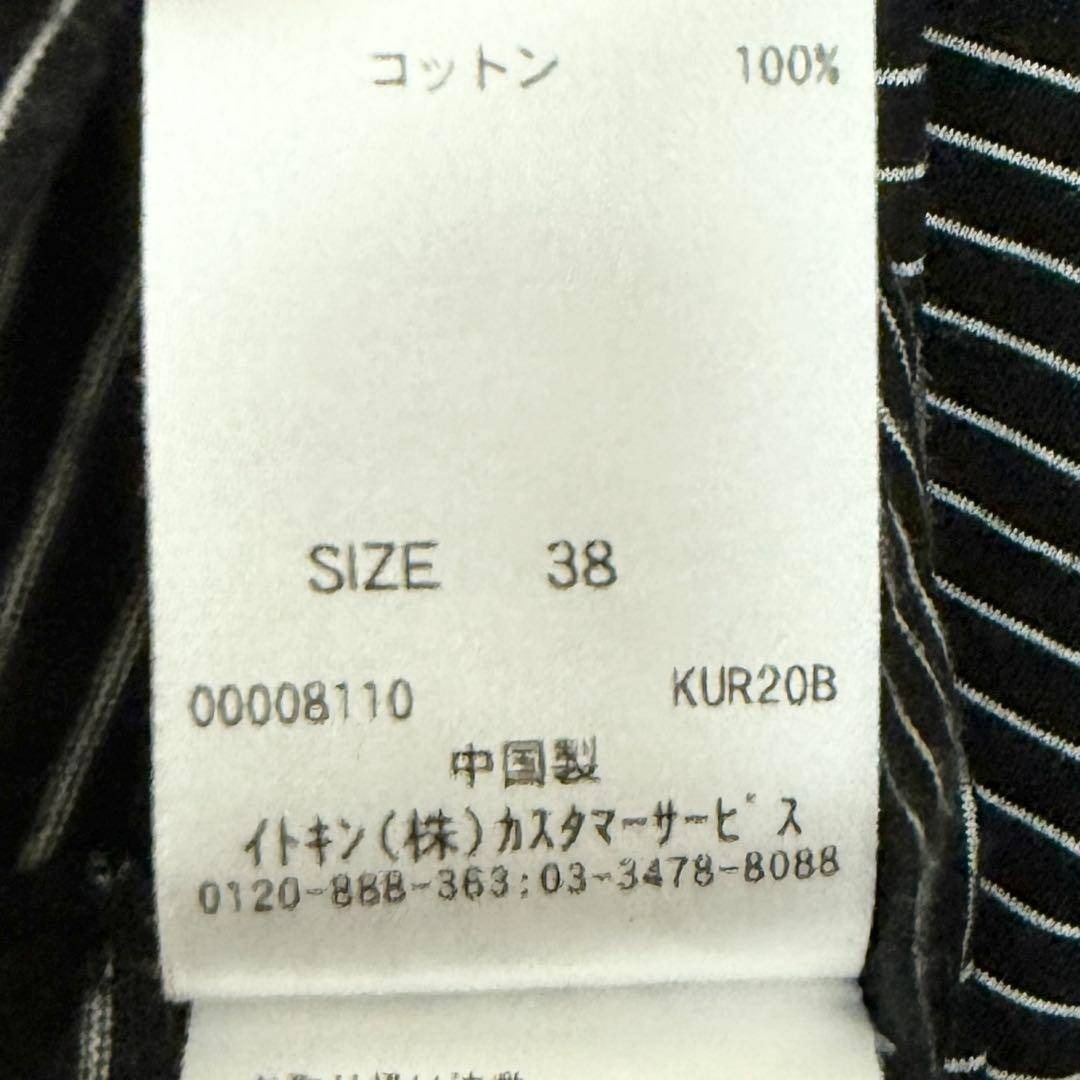 コットン 100%
SIZE 38
00008110 KUR20B
中国製
イトキン(株)カスタマーサービス
0120-888-363;03-3478-8088